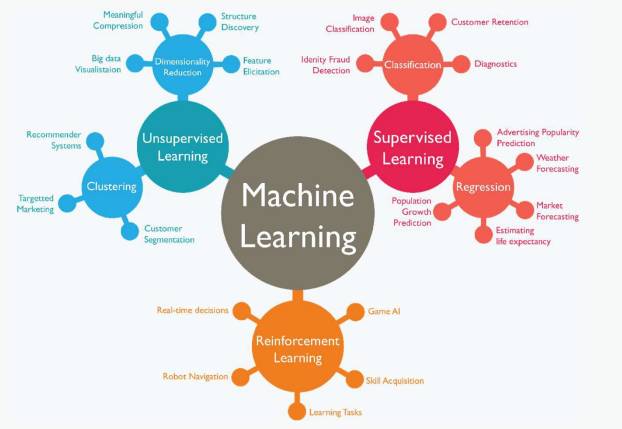 Meaningful
Compression
Structure
Discovery
Big data
Visualistaion
Dimensionality
Reduction
Feature
Elicitation
Image
Classification
Customer Retention
Idenity Fraud
Detection
Classification
Diagnostics
Recommender
Systems
Unsupervised
Learning
Clustering
Targetted
Marketing
Customer
Segmentation
Supervised
Learning
Advertising Popularity
Prediction
Weather
Forecasting
Regression
Population
Growth
Prediction
Market
Forecasting
Estimating
life expectancy
Machine
Learning
Real-time decisions
Game AI
Reinforcement
Learning
Robot Navigation
Skill Acquisition
Learning Tasks